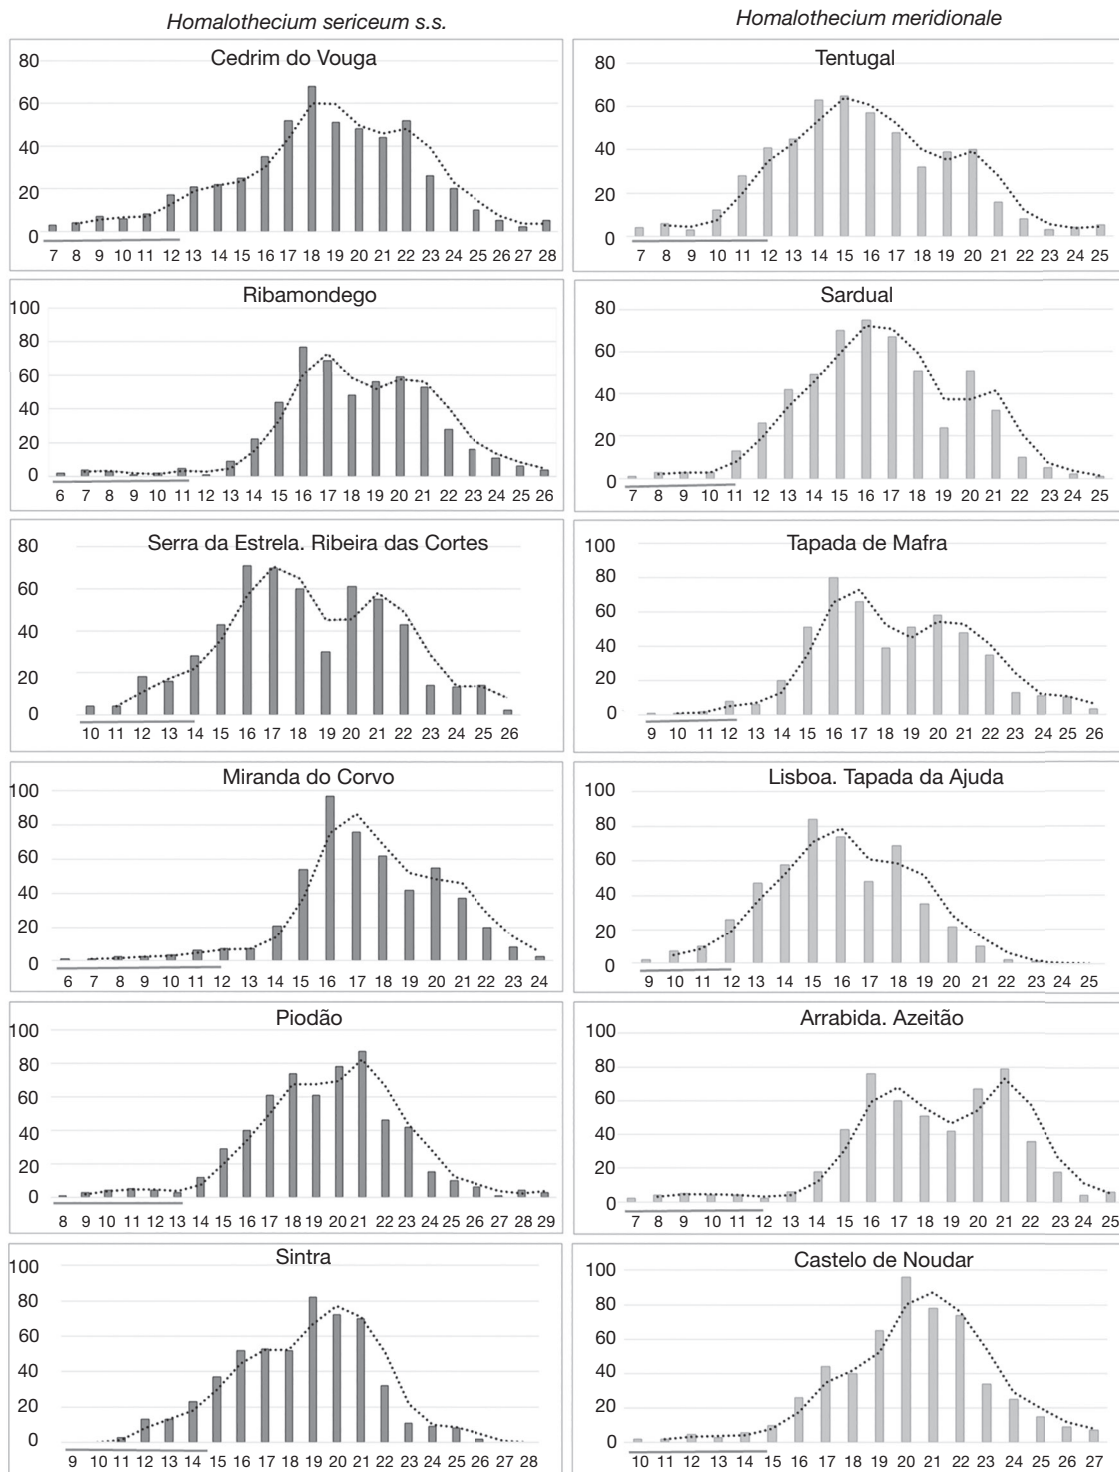 Homalothecium sericeum s.s.
Homalothecium meridionale
Cedrim do Vouga
80
60
40
20
0
7 8 9 10 11 12 13 14 15 16 17 18 19 20 21 22 23 24 25 26 27 28
Tentugal
80
60
40
20
0
7 8 9 10 11 12 13 14 15 16 17 18 19 20 21 22 23 24 25
Ribamondego
100
80
60
40
20
0
6 7 8 9 10 11 12 13 14 15 16 17 18 19 20 21 22 23 24 25 26
Sardual
80
60
40
20
0
7 8 9 10 11 12 13 14 15 16 17 18 19 20 21 22 23 24 25
Serra da Estrela. Ribeira das Cortes
80
60
40
20
0
10 11 12 13 14 15 16 17 18 19 20 21 22 23 24 25 26
Tapada de Mafra
100
80
60
40
20
0
9 10 11 12 13 14 15 16 17 18 19 20 21 22 23 24 25 26
Miranda do Corvo
100
80
60
40
20
0
6 7 8 9 10 11 12 13 14 15 16 17 18 19 20 21 22 23 24
Lisboa. Tapada da Ajuda
100
80
60
40
20
0
9 10 11 12 13 14 15 16 17 18 19 20 21 22 23 24 25
Piodão
100
80
60
40
20
0
8 9 10 11 12 13 14 15 16 17 18 19 20 21 22 23 24 25 26 27 28 29
Arrabida. Azeitão
100
80
60
40
20
0
7 8 9 10 11 12 13 14 15 16 17 18 19 20 21 22 23 24 25
Sintra
100
80
60
40
20
0
9 10 11 12 13 14 15 16 17 18 19 20 21 22 23 24 25 26 27 28
Castelo de Noudar
100
80
60
40
20
0
10 11 12 13 14 15 16 17 18 19 20 21 22 23 24 25 26 27